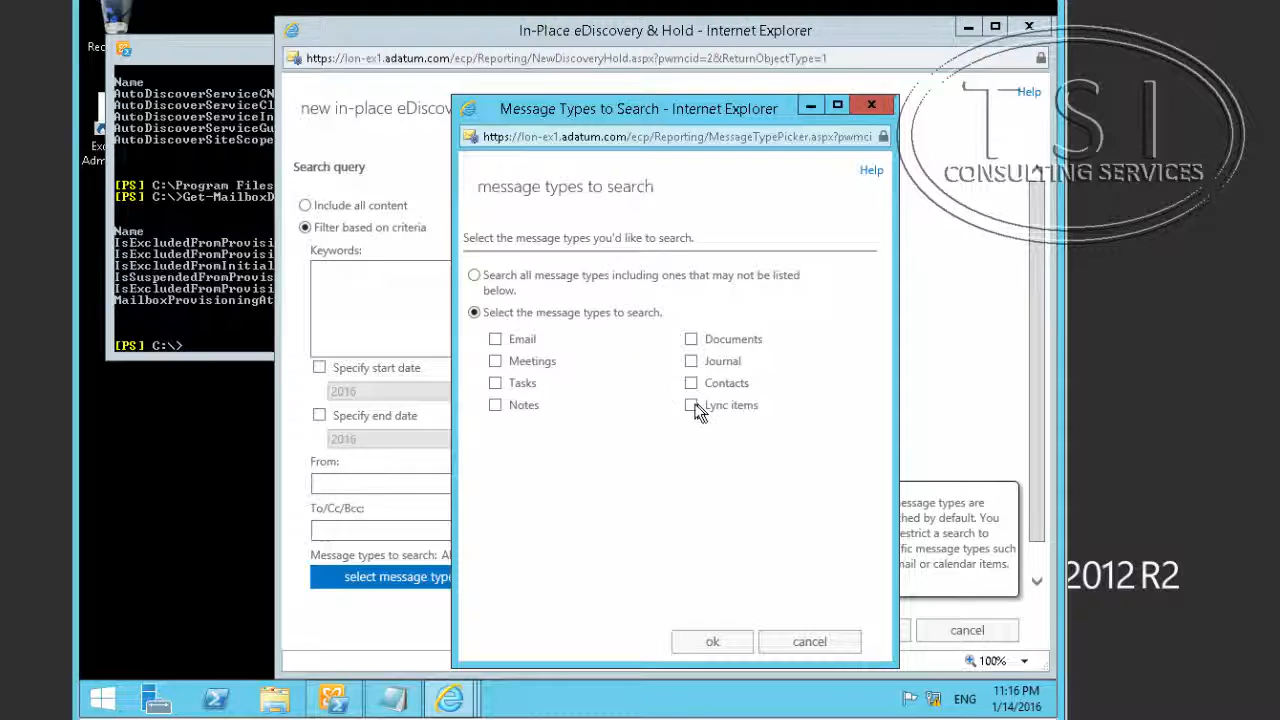 Rec
Exc
Adm
Name
AutoDiscoverServiceCN
AutoDiscoverServiceCl
AutoDiscoverServiceIn
AutoDiscoverServiceGu
AutoDiscoverSiteScope
[PS] C:\Program Files
[PS] C:\>Get-MailboxD
Name
IsExcludedFromProvisi
IsExcludedFromProvisi
IsExcludedFromInitial
IsSuspendedFromProvis
IsExcludedFromProvisi
MailboxProvisioningAt
[PS] C:\>
In-Place eDiscovery & Hold - Internet Explorer
https://lon-ex1.adatum.com/ecp/Reporting/NewDiscoveryHold.aspx?pwmcid=2&ReturnObjectType=1
Help
new in-place eDiscov
Search query
Include all content
Filter based on criteria
Keywords:
Specify start date
2016
Specify end date
2016
From:
To/Cc/Bcc:
Message types to search: Al
select message type
Message Types to Search - Internet Explorer
https://lon-ex1.adatum.com/ecp/Reporting/MessageTypePicker.aspx?pwmci
Help
message types to search
Select the message types you'd like to search.
Search all message types including ones that may not be listed
below.
Select the message types to search.
Email
Documents
Meetings
Journal
Tasks
Contacts
Notes
Lync items
ok
cancel
essage types are
hed by default. You
estrict a search to
fic message types such
mail or calendar items.
cancel
100%
TSI
CONSULTING SERVICES
2012 R2
ENG
11:16 PM
1/14/2016